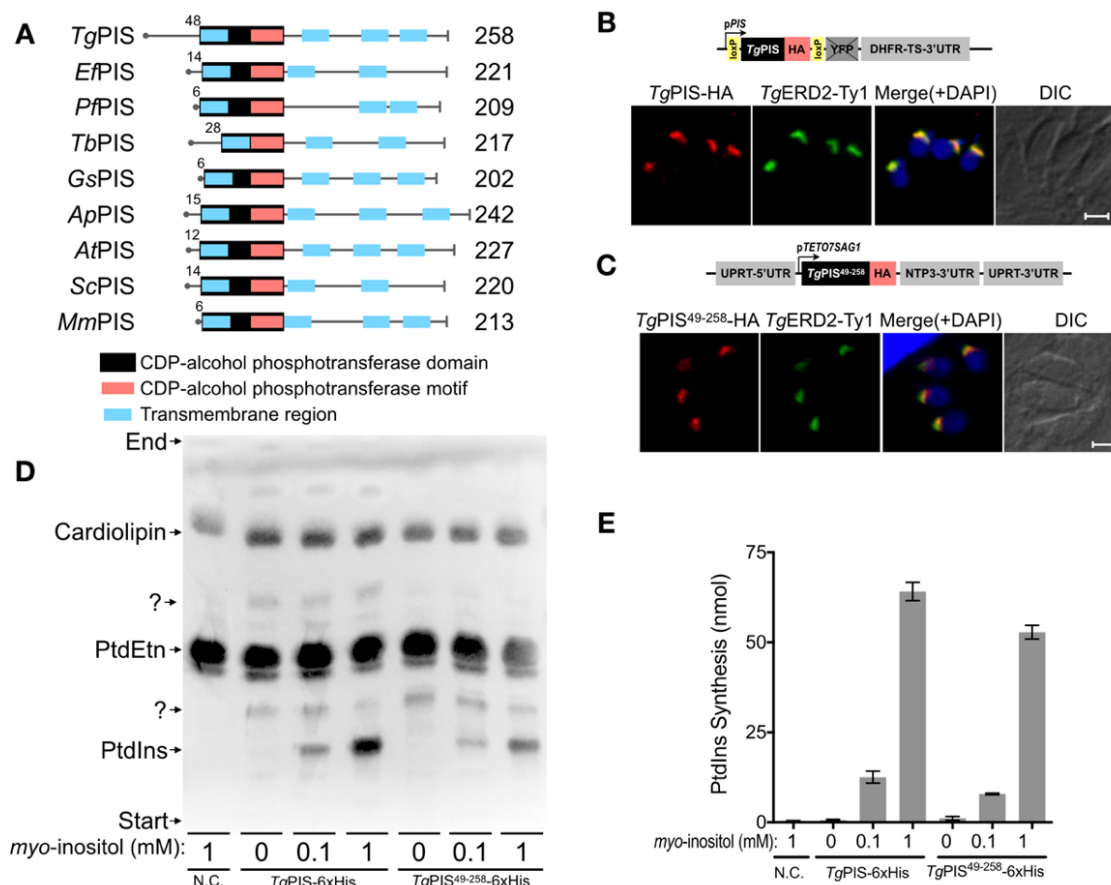 A
48
TgPIS
258
14
EfPIS
221
6
PfPIS
209
28
TbPIS
217
6
GsPIS
202
15
ApPIS
242
12
AtPIS
227
14
ScPIS
220
6
MmPIS
213
CDP-alcohol phosphotransferase domain
CDP-alcohol phosphotransferase motif
Transmembrane region
B
pPIS
loxP TgPIS HA loxP YFP DHFR-TS-3'UTR
TgPIS-HA TgERD2-Ty1 Merge(+DAPI) DIC
C
pTETO7SAG1
UPRT-5'UTR TgPIS49-258 HA NTP3-3'UTR UPRT-3'UTR
TgPIS49-258-HA TgERD2-Ty1 Merge(+DAPI) DIC
D
End
Cardiolipin
?
PtdEtn
?
PtdIns
Start
myo-inositol (mM): 1 0 0.1 1 0 0.1 1
N.C. TgPIS-6xHis TgPIS49-258-6xHis
E
PtdIns Synthesis (nmol)
75
50
25
0
myo-inositol (mM): 1 0 0.1 1 0 0.1 1
N.C. TgPIS-6xHis TgPIS49-258-6xHis